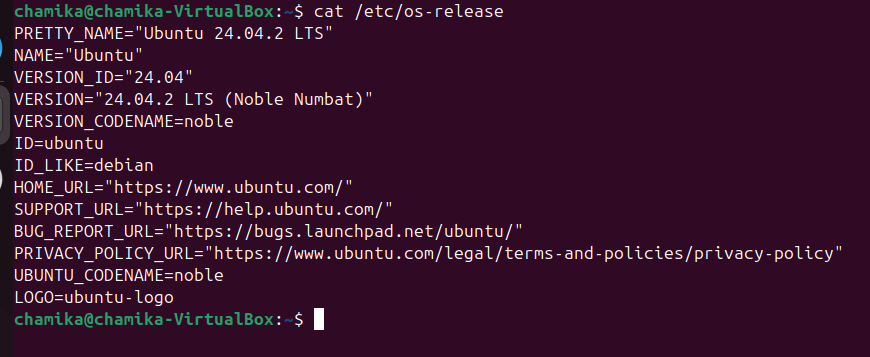 chamika@chamika-VirtualBox:~$ cat /etc/os-release
PRETTY_NAME="Ubuntu 24.04.2 LTS"
NAME="Ubuntu"
VERSION_ID="24.04"
VERSION="24.04.2 LTS (Noble Numbat)"
VERSION_CODENAME=noble
ID=ubuntu
ID_LIKE=debian
HOME_URL="https://www.ubuntu.com/"
SUPPORT_URL="https://help.ubuntu.com/"
BUG_REPORT_URL="https://bugs.launchpad.net/ubuntu/"
PRIVACY_POLICY_URL="https://www.ubuntu.com/legal/terms-and-policies/privacy-policy"
UBUNTU_CODENAME=noble
LOGO=ubuntu-logo
chamika@chamika-VirtualBox:~$